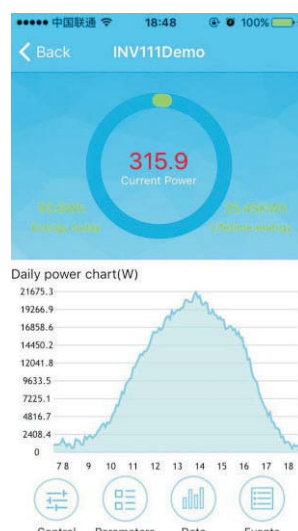 中国联通 18:48 100%
Back INV111Demo
315.9
Current Power
Energy today Lifetime energy
Daily power chart(W)
21675.3
19266.9
16858.6
14450.2
12041.8
9633.5
7225.1
4816.7
2408.4
0
7 8 9 10 11 12 13 14 15 16 17 18
Control Parameters Data Events